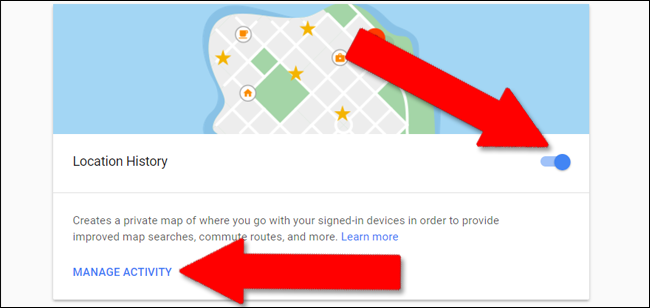 Location History
Creates a private map of where you go with your signed-in devices in order to provide
improved map searches, commute routes, and more. Learn more
MANAGE ACTIVITY